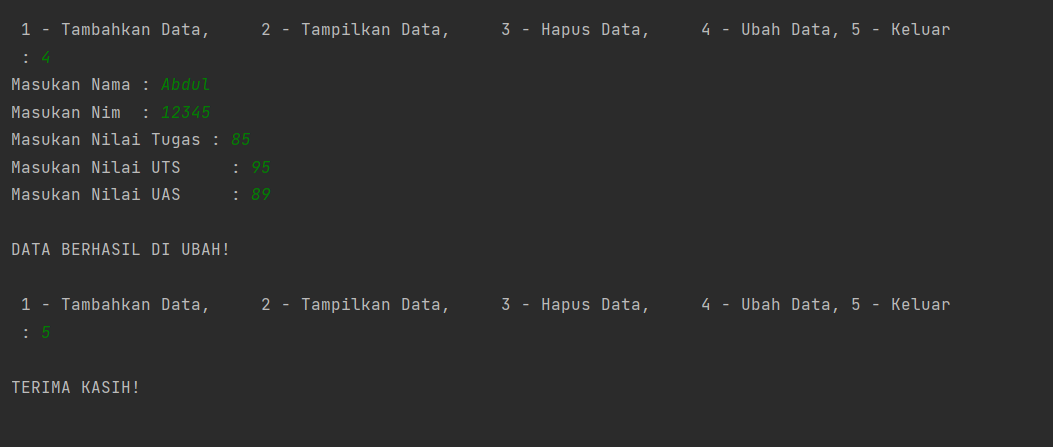 1 - Tambahkan Data,     2 - Tampilkan Data,     3 - Hapus Data,     4 - Ubah Data, 5 - Keluar
: 4
Masukan Nama : Abdul
Masukan Nim  : 12345
Masukan Nilai Tugas : 85
Masukan Nilai UTS     : 95
Masukan Nilai UAS     : 89
DATA BERHASIL DI UBAH!
1 - Tambahkan Data,     2 - Tampilkan Data,     3 - Hapus Data,     4 - Ubah Data, 5 - Keluar
: 5
TERIMA KASIH!